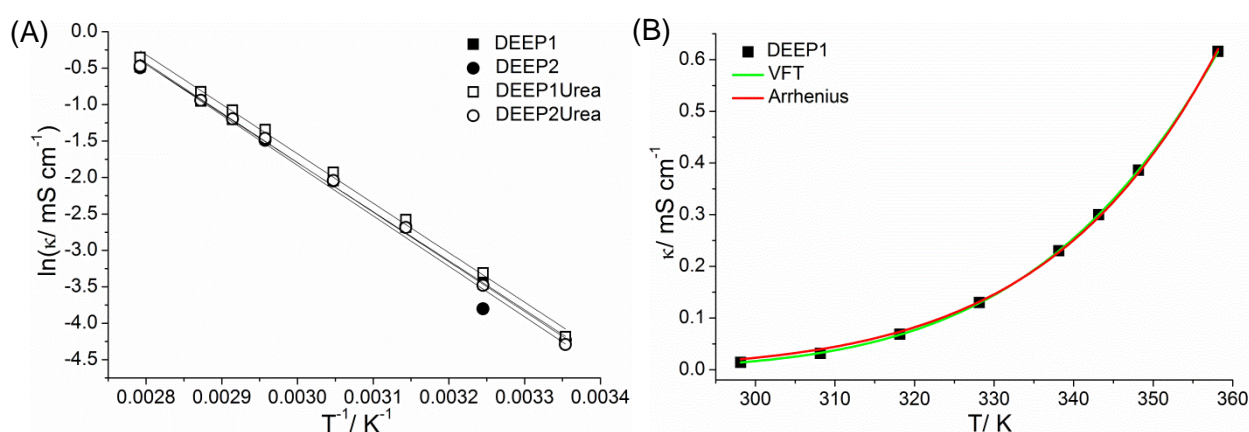 (A)
ln(κ/ mS cm⁻¹)
0.0
-0.5
-1.0
-1.5
-2.0
-2.5
-3.0
-3.5
-4.0
-4.5
DEEP1
DEEP2
DEEP1Urea
DEEP2Urea
0.0028 0.0029 0.0030 0.0031 0.0032 0.0033 0.0034
T⁻¹/ K⁻¹
(B)
κ/ mS cm⁻¹
0.6
0.5
0.4
0.3
0.2
0.1
0.0
DEEP1
VFT
Arrhenius
300 310 320 330 340 350 360
T/ K